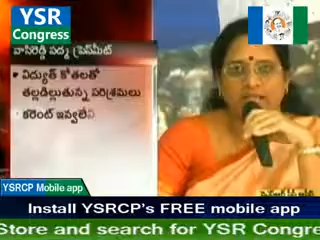 YSR
Congress
వాసిరెడ్డి పద్మ ప్రెస్‌మీట్
• విద్యుత్ కోతలతో
తల్లడిల్లుతున్న పరిశ్రమలు
• కరెంట్ ఇవ్వలేని
YSRCP Mobile app
Install YSRCP's FREE mobile app
Store and search for YSR Congre